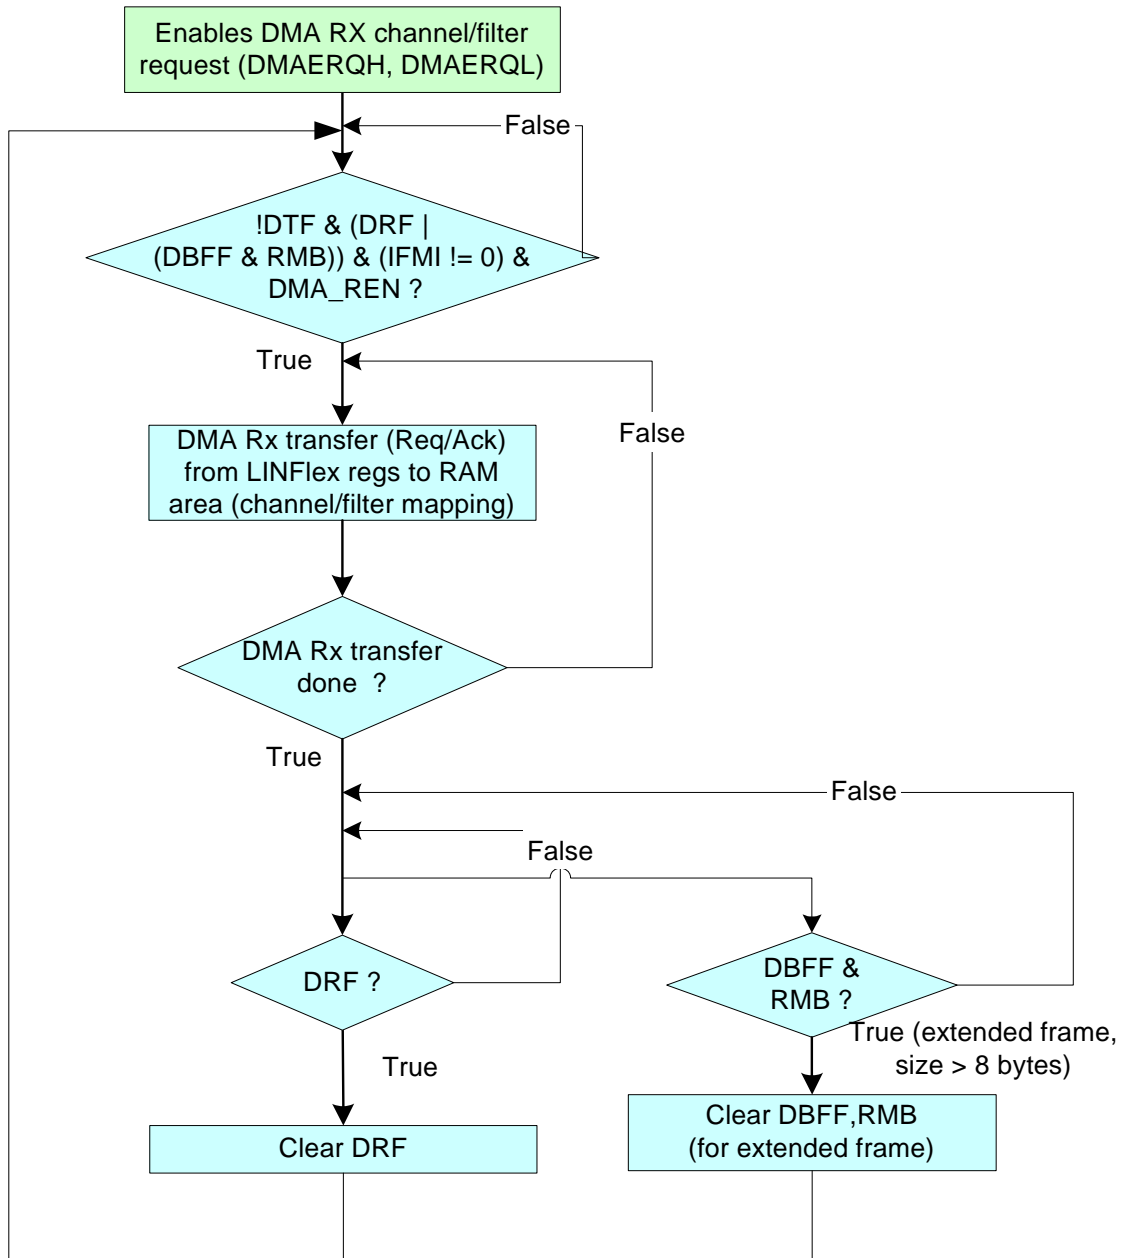 Enables DMA RX channel/filter
request (DMAERQH, DMAERQL)
False
!DTF & (DRF |
(DBFF & RMB)) & (IFMI != 0) &
DMA_REN ?
True
False
DMA Rx transfer (Req/Ack)
from LINFlex regs to RAM
area (channel/filter mapping)
DMA Rx transfer
done ?
True
False
False
DRF ?
DBFF &
RMB ?
True (extended frame,
size > 8 bytes)
True
Clear DBFF,RMB
(for extended frame)
Clear DRF